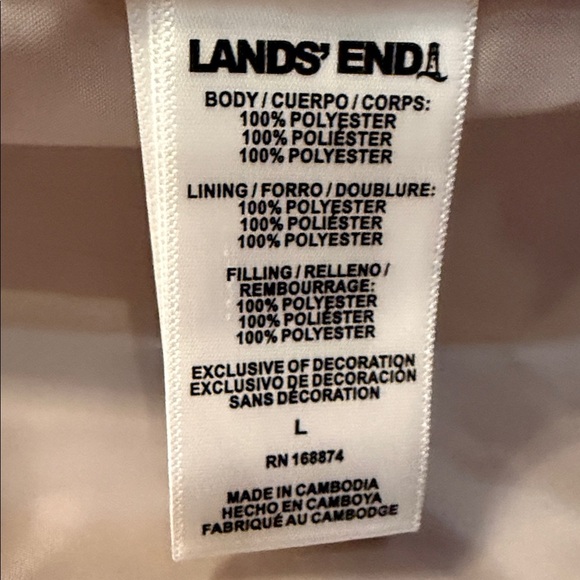 LANDS' END
BODY / CUERPO / CORPS:
100% POLYESTER
100% POLIÉSTER
100% POLYESTER
LINING / FORRO / DOUBLURE:
100% POLYESTER
100% POLIÉSTER
100% POLYESTER
FILLING / RELLENO /
REMBOURRAGE:
100% POLYESTER
100% POLIÉSTER
100% POLYESTER
EXCLUSIVE OF DECORATION
EXCLUSIVO DE DECORACIÓN
SANS DÉCORATION
L
RN 168874
MADE IN CAMBODIA
HECHO EN CAMBOYA
FABRIQUÉ AU CAMBODGE